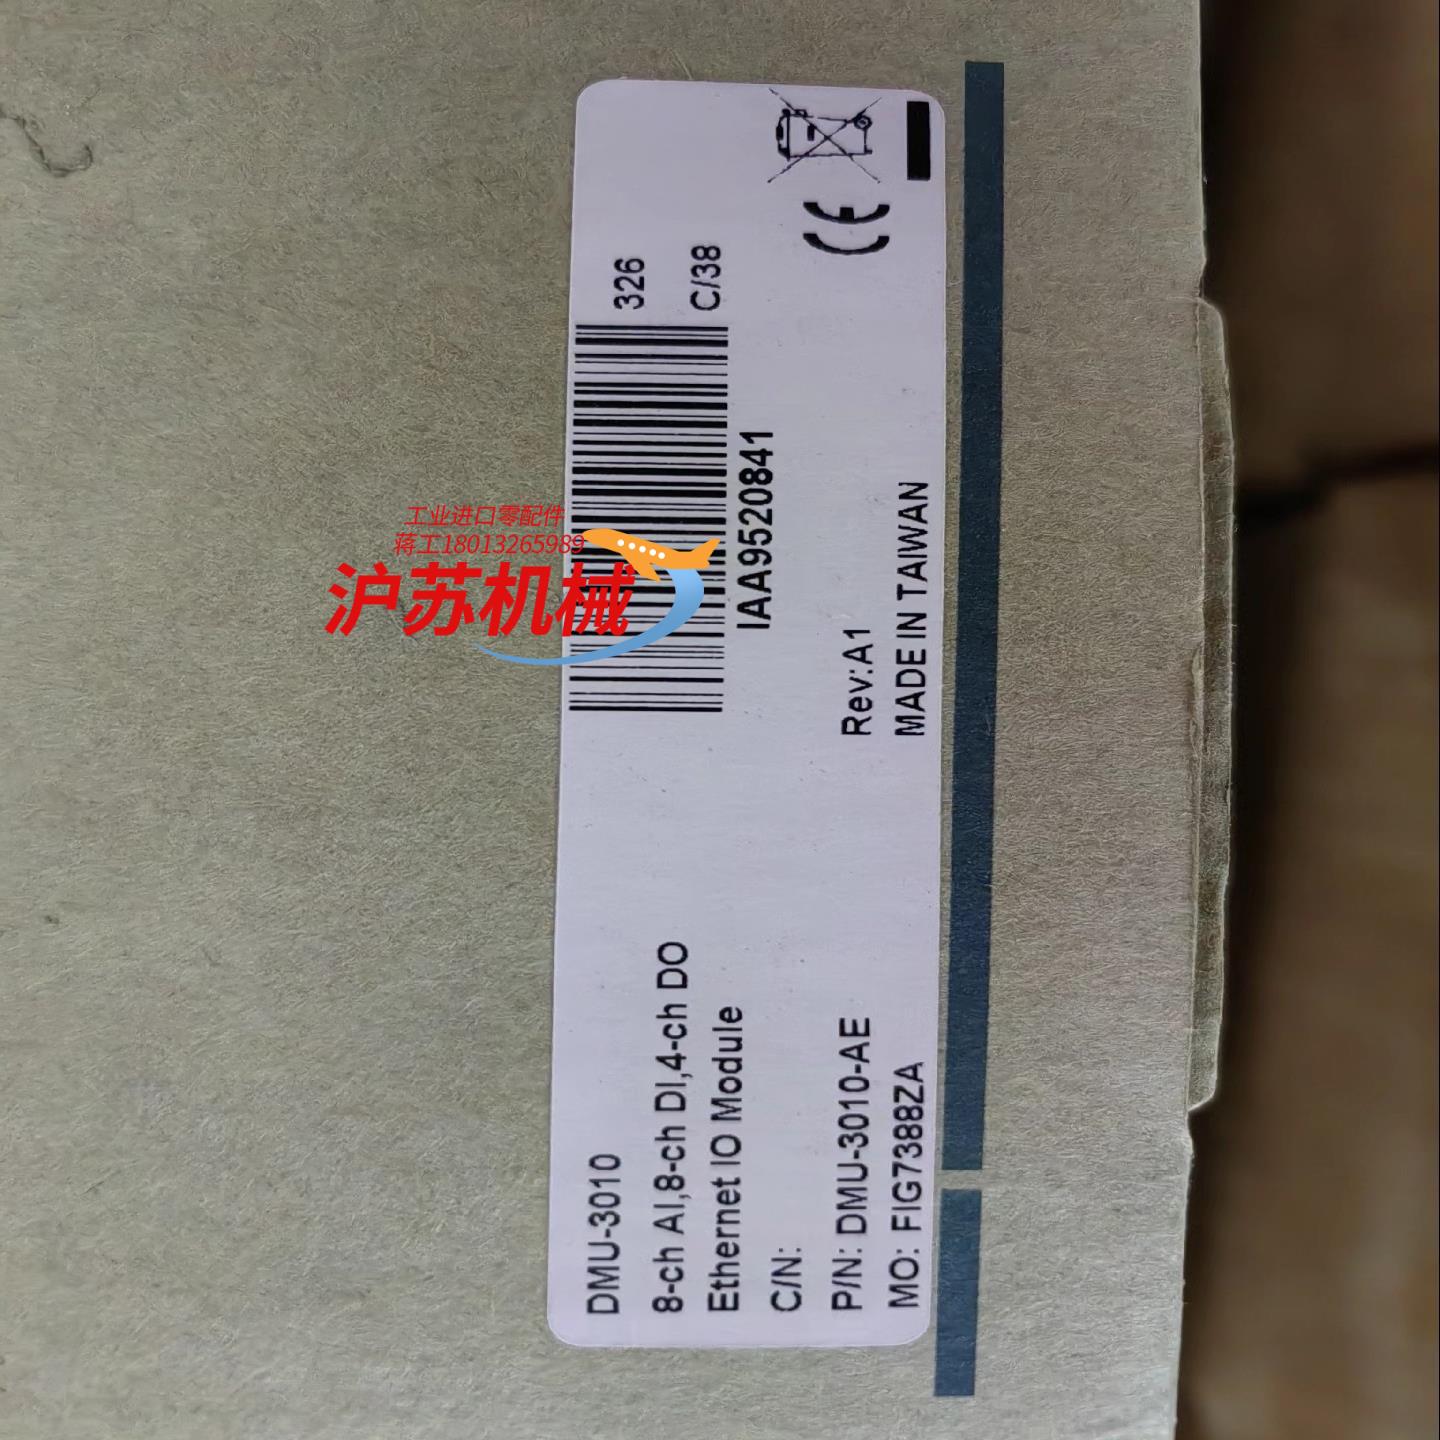 DMU-3010
8-ch AI,8-ch DI,4-ch DO
Ethernet IO Module
C/N:
P/N: DMU-3010-AE
MO: FIG7388ZA
326
C/38
IAA9520841
Rev:A1
MADE IN TAIWAN
CE
工业进口零配件
蒋工18013265989
沪苏机械